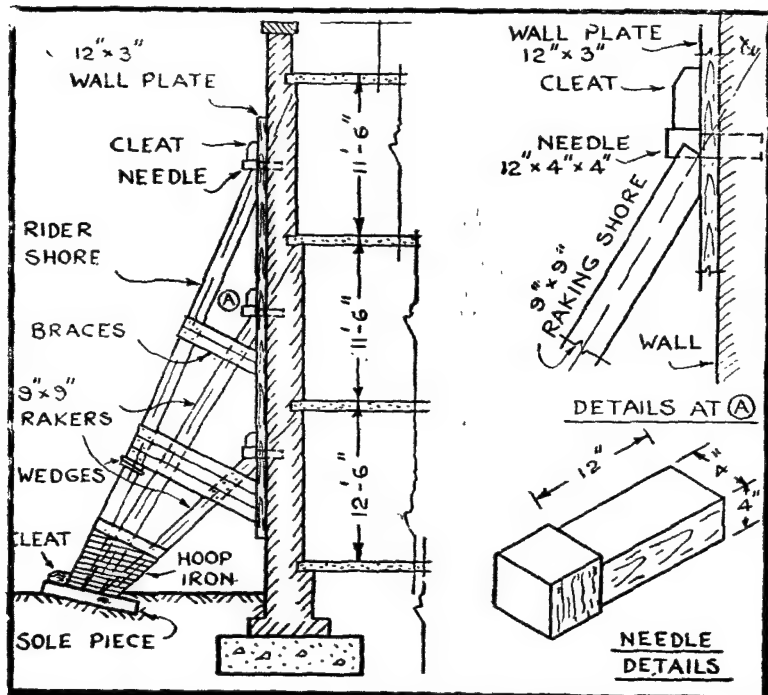 12" × 3"
WALL PLATE
CLEAT
NEEDLE
RIDER
SHORE
A
BRACES
9" × 9"
RAKERS
WEDGES
CLEAT
HOOP
IRON
SOLE PIECE
11'-6"
11'-6"
12'-6"
WALL PLATE
12" × 3"
CLEAT
NEEDLE
12" × 4" × 4"
9" × 9"
RAKING SHORE
WALL
DETAILS AT A
12"
4"
4"
NEEDLE
DETAILS